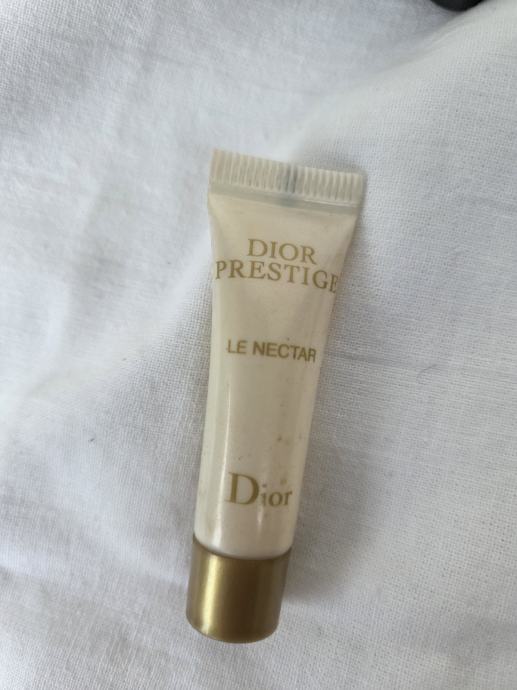 DIOR
PRESTIGE
LE NECTAR
Dior